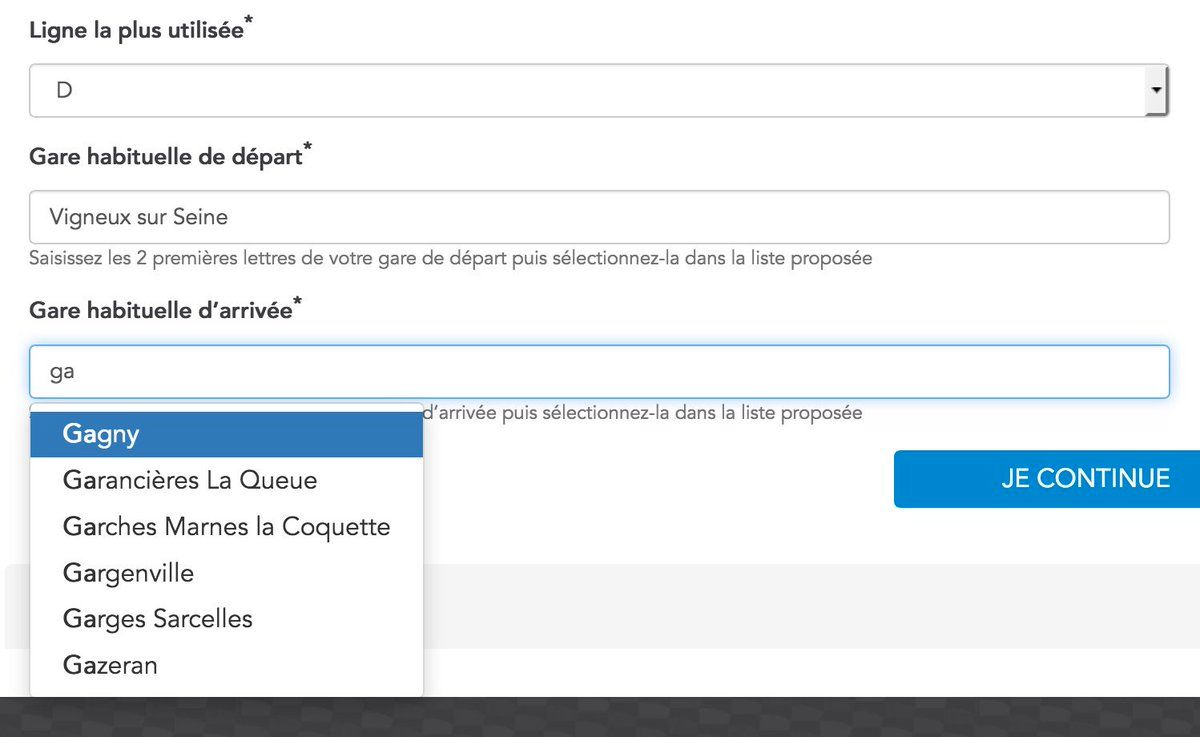 Ligne la plus utilisée*
D
Gare habituelle de départ*
Vigneux sur Seine
Saisissez les 2 premières lettres de votre gare de départ puis sélectionnez-la dans la liste proposée
Gare habituelle d’arrivée*
ga
d’arrivée puis sélectionnez-la dans la liste proposée
Gagny
Garancières La Queue
Garches Marnes la Coquette
Gargenville
Garges Sarcelles
Gazeran
JE CONTINUE